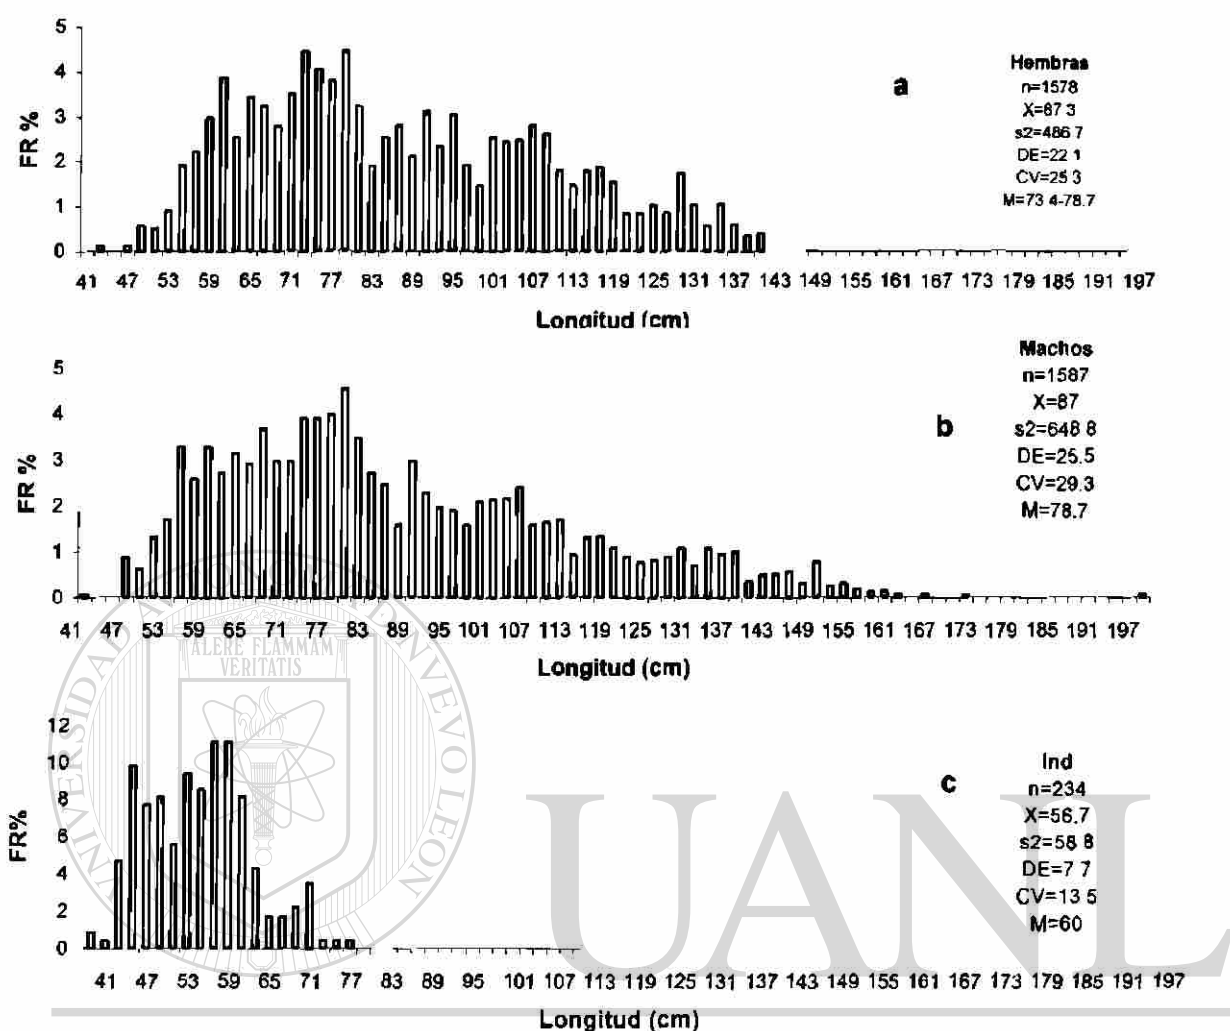 5
4
3
2
1
0
FR %
a
Hembras
n=1578
X=87 3
s2=486 7
DE=22 1
CV=25 3
M=73 4-78.7
41 47 53 59 65 71 77 83 89 95 101 107 113 119 125 131 137 143 149 155 161 167 173 179 185 191 197
Longitud (cm)
5
4
3
2
1
0
FR %
b
Machos
n=1587
X=87
s2=648 8
DE=25.5
CV=29.3
M=78.7
41 47 53 59 65 71 77 83 89 95 101 107 113 119 125 131 137 143 149 155 161 167 173 179 185 191 197
Longitud (cm)
12
10
8
6
4
2
0
FR%
c
Ind
n=234
X=56.7
s2=58 8
DE=7 7
CV=13 5
M=60
41 47 53 59 65 71 77 83 89 95 101 107 113 119 125 131 137 143 149 155 161 167 173 179 185 191 197
Longitud (cm)
ALERE FLAMMAM
VERITATIS
UNIVERSIDAD AUTONOMA DE NUEVO LEON
UANL